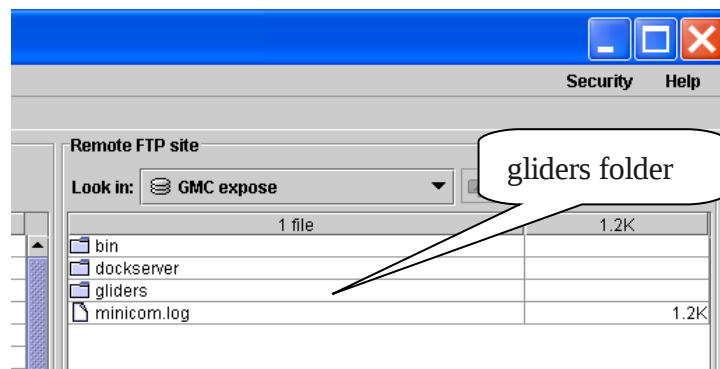 Security Help
Remote FTP site
gliders folder
Look in: GMC expose
1 file 1.2K
bin
dockserver
gliders
minicom.log 1.2K